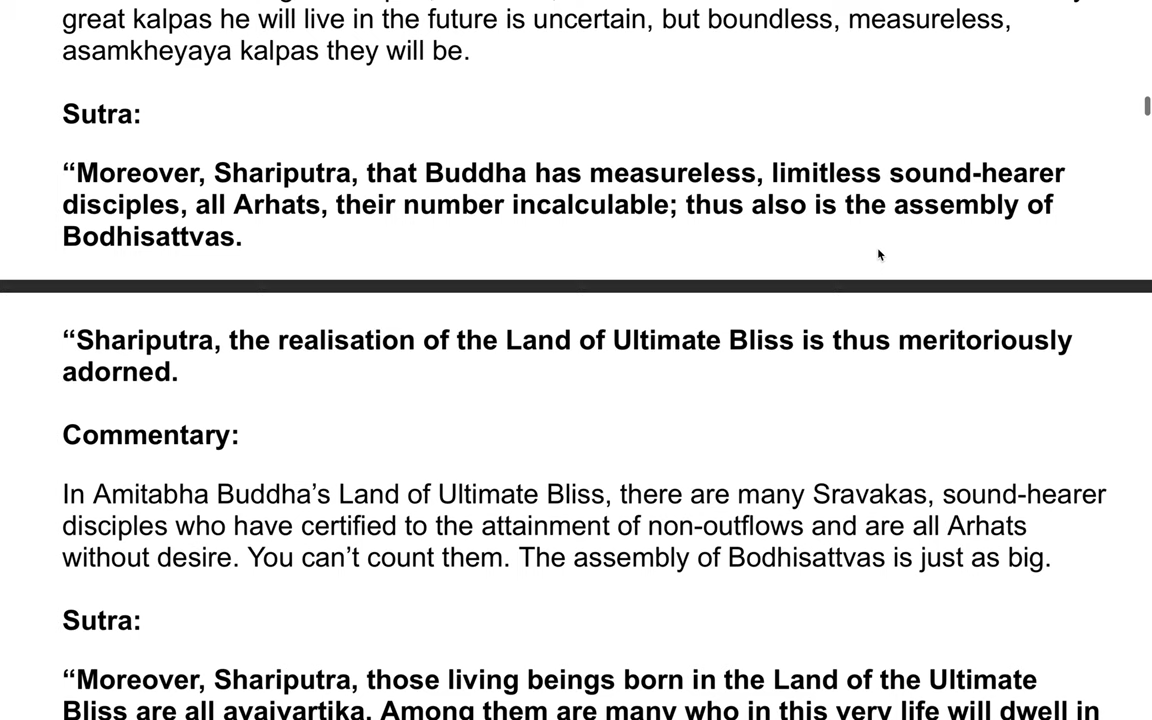 great kalpas he will live in the future is uncertain, but boundless, measureless,
asamkheyaya kalpas they will be.
Sutra:
“Moreover, Shariputra, that Buddha has measureless, limitless sound-hearer
disciples, all Arhats, their number incalculable; thus also is the assembly of
Bodhisattvas.
“Shariputra, the realisation of the Land of Ultimate Bliss is thus meritoriously
adorned.
Commentary:
In Amitabha Buddha’s Land of Ultimate Bliss, there are many Sravakas, sound-hearer
disciples who have certified to the attainment of non-outflows and are all Arhats
without desire. You can’t count them. The assembly of Bodhisattvas is just as big.
Sutra:
“Moreover, Shariputra, those living beings born in the Land of the Ultimate
Bliss are all avaivartika. Among them are many who in this very life will dwell in